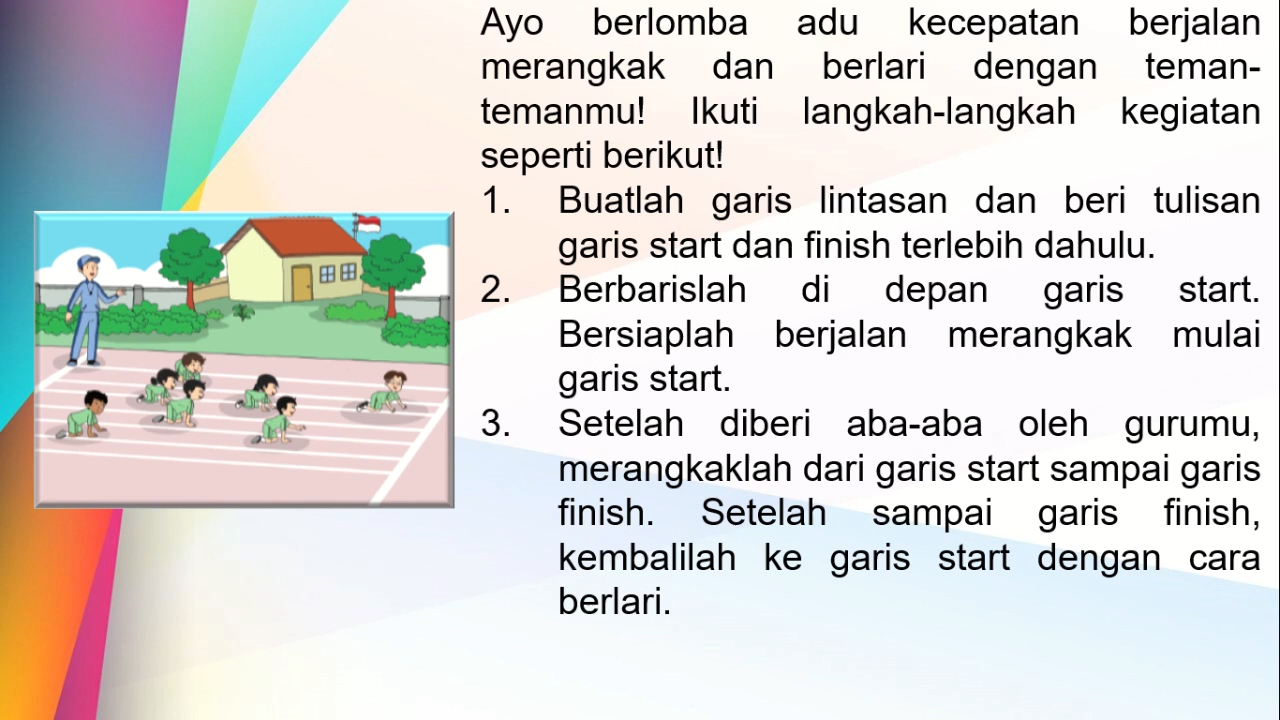 Ayo berlomba adu kecepatan berjalan
merangkak dan berlari dengan teman-
temanmu! Ikuti langkah-langkah kegiatan
seperti berikut!
1. Buatlah garis lintasan dan beri tulisan
garis start dan finish terlebih dahulu.
2. Berbarislah di depan garis start.
Bersiaplah berjalan merangkak mulai
garis start.
3. Setelah diberi aba-aba oleh gurumu,
merangkaklah dari garis start sampai garis
finish. Setelah sampai garis finish,
kembalilah ke garis start dengan cara
berlari.